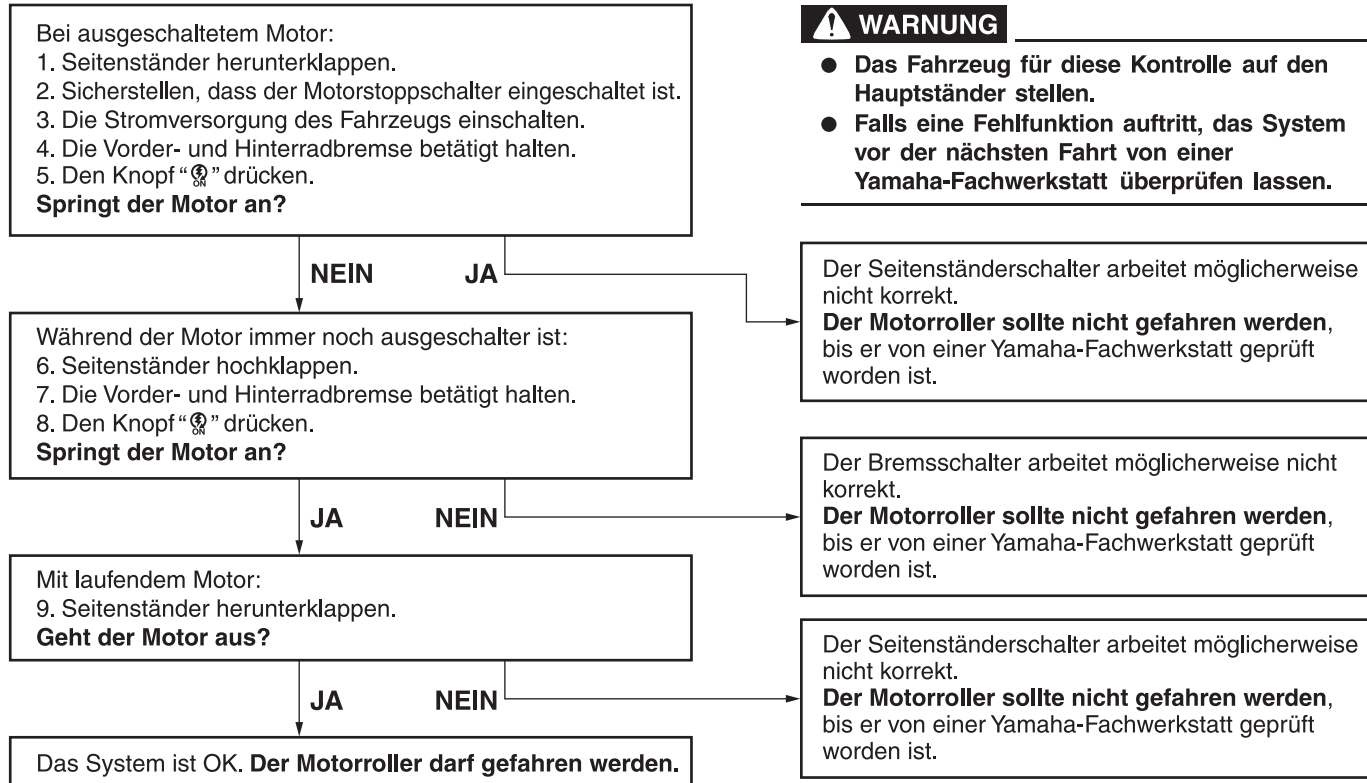 Bei ausgeschaltetem Motor:
1. Seitenständer herunterklappen.
2. Sicherstellen, dass der Motorstoppschalter eingeschaltet ist.
3. Die Stromversorgung des Fahrzeugs einschalten.
4. Die Vorder- und Hinterradbremse betätigt halten.
5. Den Knopf “ON” drücken.
Springt der Motor an?
WARNUNG
● Das Fahrzeug für diese Kontrolle auf den
Hauptständer stellen.
● Falls eine Fehlfunktion auftritt, das System
vor der nächsten Fahrt von einer
Yamaha-Fachwerkstatt überprüfen lassen.
NEIN
JA
Der Seitenständerschalter arbeitet möglicherweise
nicht korrekt.
Der Motorroller sollte nicht gefahren werden,
bis er von einer Yamaha-Fachwerkstatt geprüft
worden ist.
Während der Motor immer noch ausgeschalter ist:
6. Seitenständer hochklappen.
7. Die Vorder- und Hinterradbremse betätigt halten.
8. Den Knopf “ON” drücken.
Springt der Motor an?
JA
NEIN
Der Bremsschalter arbeitet möglicherweise nicht
korrekt.
Der Motorroller sollte nicht gefahren werden,
bis er von einer Yamaha-Fachwerkstatt geprüft
worden ist.
Mit laufendem Motor:
9. Seitenständer herunterklappen.
Geht der Motor aus?
JA
NEIN
Der Seitenständerschalter arbeitet möglicherweise
nicht korrekt.
Der Motorroller sollte nicht gefahren werden,
bis er von einer Yamaha-Fachwerkstatt geprüft
worden ist.
Das System ist OK. Der Motorroller darf gefahren werden.